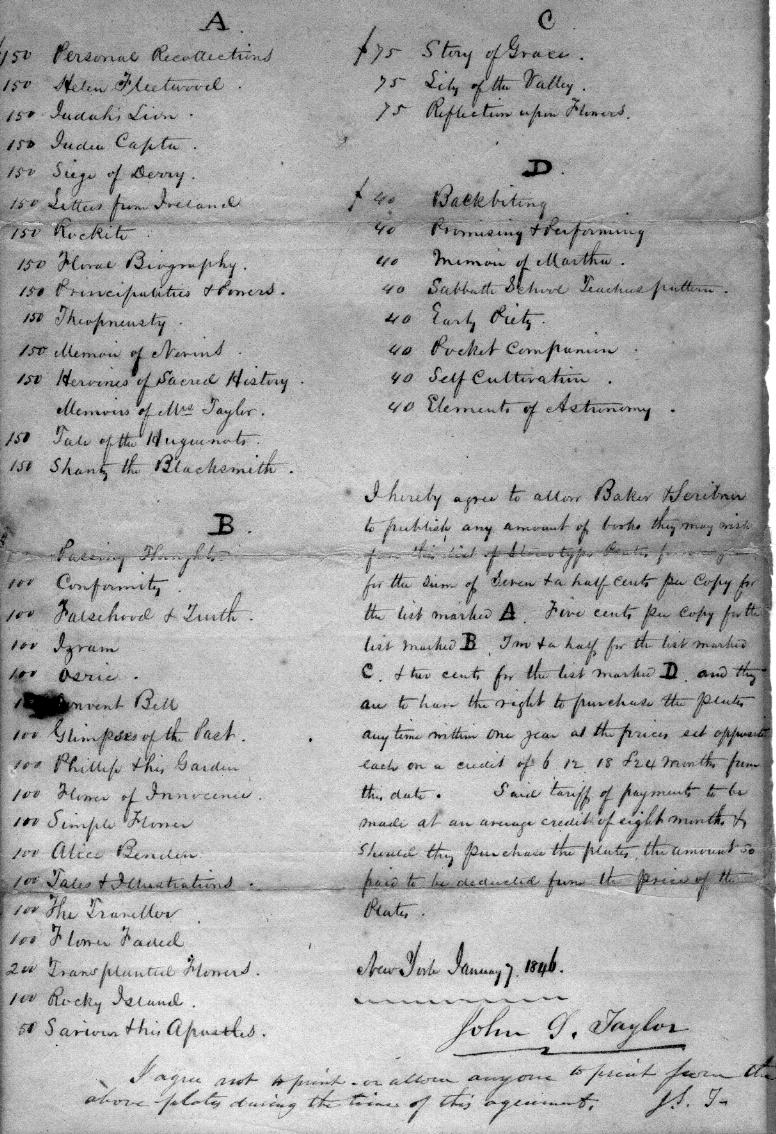 A
$150 Personal Recollections
150 Helen Fleetwood.
150 Judah's Lion.
150 Judea Capta.
150 Siege of Derry.
150 Letters from Ireland
150 Rockite.
150 Floral Biography.
150 Principalities & Powers.
150 Theopneusty.
150 Memoir of Nevins.
150 Heroines of Sacred History.
Memoirs of Mrs Taylor.
150 Tale of the Huguenots.
150 Shanty the Blacksmith.
B.
Passing Thoughts
100 Conformity.
100 Falsehood & Truth.
100 Izram
100 Osric.
Convent Bell
100 Glimpses of the Past.
100 Phillip & his Garden
100 Flower of Innocence.
100 Simple Flower
100 Alice Benden
100 Tales & Illustrations.
100 The Traveller
100 Flower Faded
200 Transplanted Flowers.
100 Rocky Island.
50 Saviour & his Apostles.
C
$75 Story of Grace.
75 Lily of the Valley.
75 Reflection upon Flowers.
D.
$40 Backbiting
40 Promising & Performing
40 Memoir of Martha.
40 Sabbath School Teachers pattern.
40 Early Piety.
40 Pocket Companion
40 Self Cultivation.
40 Elements of Astronomy.
I hereby agree to allow Baker & Scribner
to publish any amount of books they may wish
from this list of Stereotype Plates
for the sum of Seven & a half cents per copy for
the list marked A. Five cents per copy for the
list marked B. Two & a half for the list marked
C. & two cents for the list marked D. and they
are to have the right to purchase the plates
any time within one year at the prices set opposite
each on a credit of 6 12 18 & 24 months from
this date. Said tariff of payments to be
made at an average credit of eight months &
should they purchase the plates, the amount so
paid to be deducted from the price of the
Plates.
New York January 7, 1846.
John S. Taylor
I agree not to print or allow anyone to print from the
above plates during the time of this agreement. J.S. T-